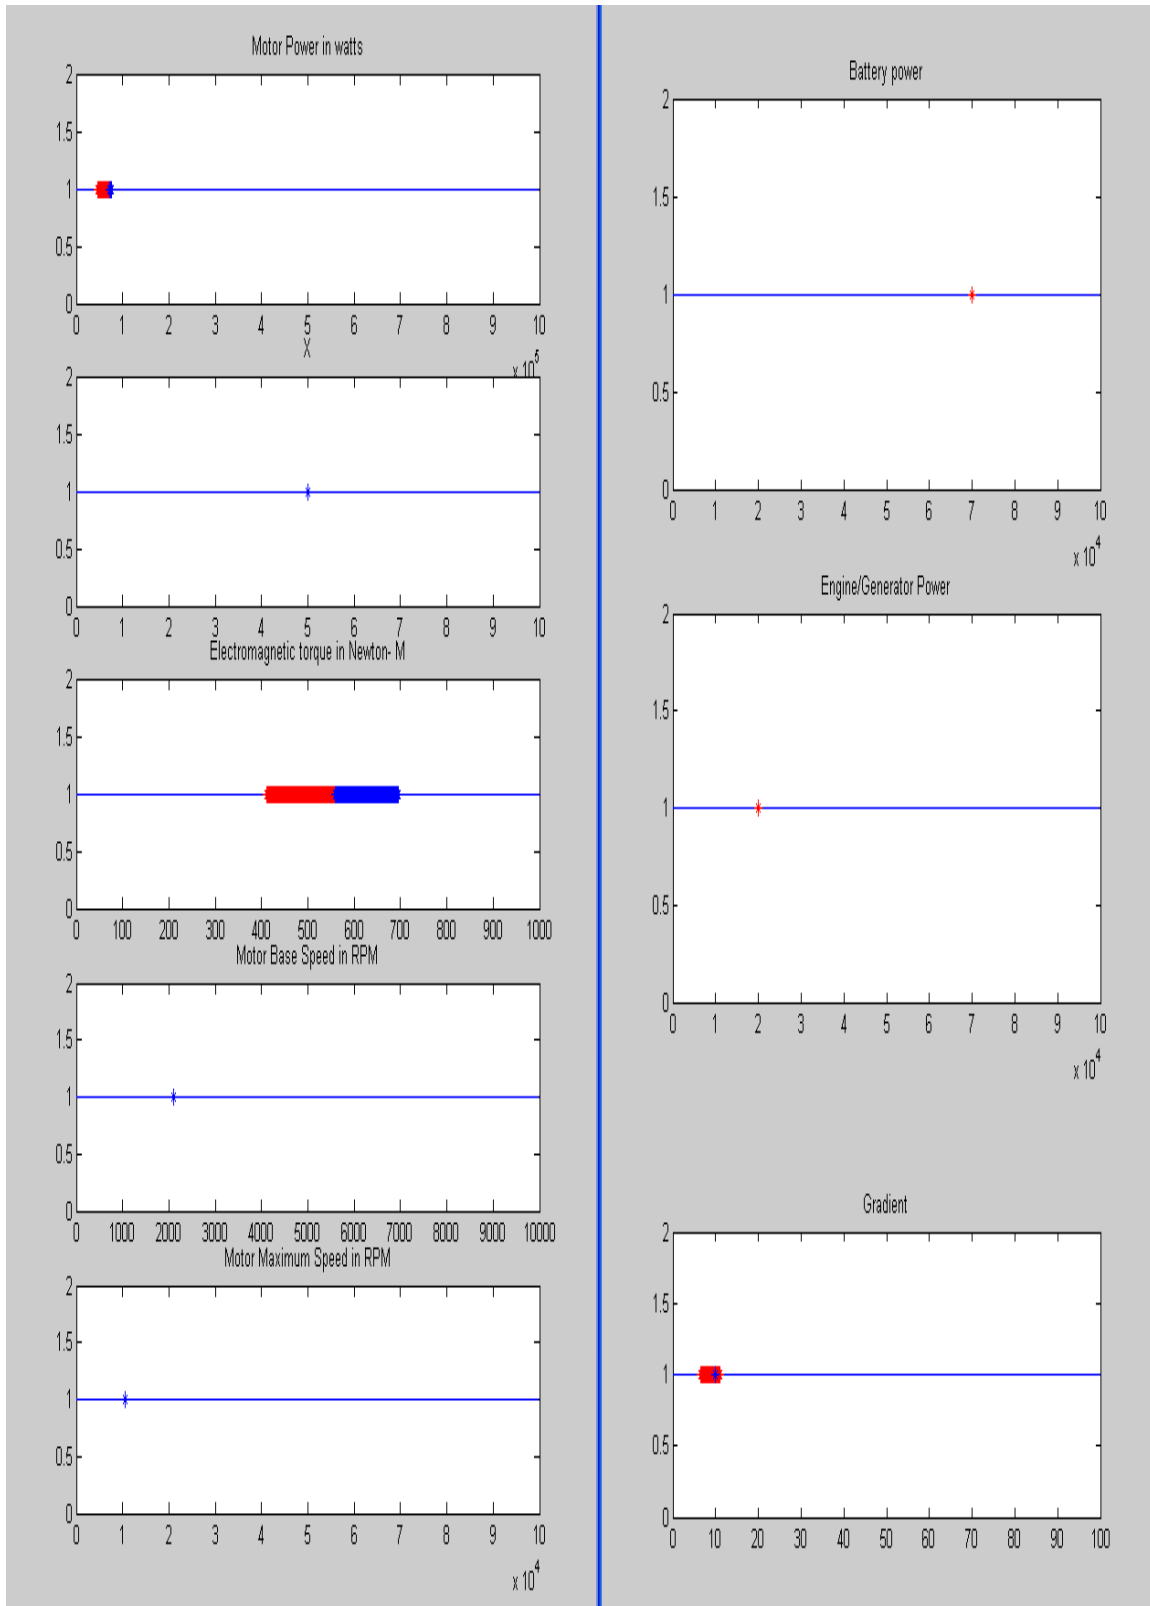 Motor Power in watts
2
1.5
1
0.5
0
0 1 2 3 4 5 6 7 8 9 10
X
x 10^5
2
1.5
1
0.5
0
0 1 2 3 4 5 6 7 8 9 10
Electromagnetic torque in Newton- M
2
1.5
1
0.5
0
0 100 200 300 400 500 600 700 800 900 1000
Motor Base Speed in RPM
2
1.5
1
0.5
0
0 1000 2000 3000 4000 5000 6000 7000 8000 9000 10000
Motor Maximum Speed in RPM
2
1.5
1
0.5
0
0 1 2 3 4 5 6 7 8 9 10
x 10^4
Battery power
2
1.5
1
0.5
0
0 1 2 3 4 5 6 7 8 9 10
x 10^4
Engine/Generator Power
2
1.5
1
0.5
0
0 1 2 3 4 5 6 7 8 9 10
x 10^4
Gradient
2
1.5
1
0.5
0
0 10 20 30 40 50 60 70 80 90 100